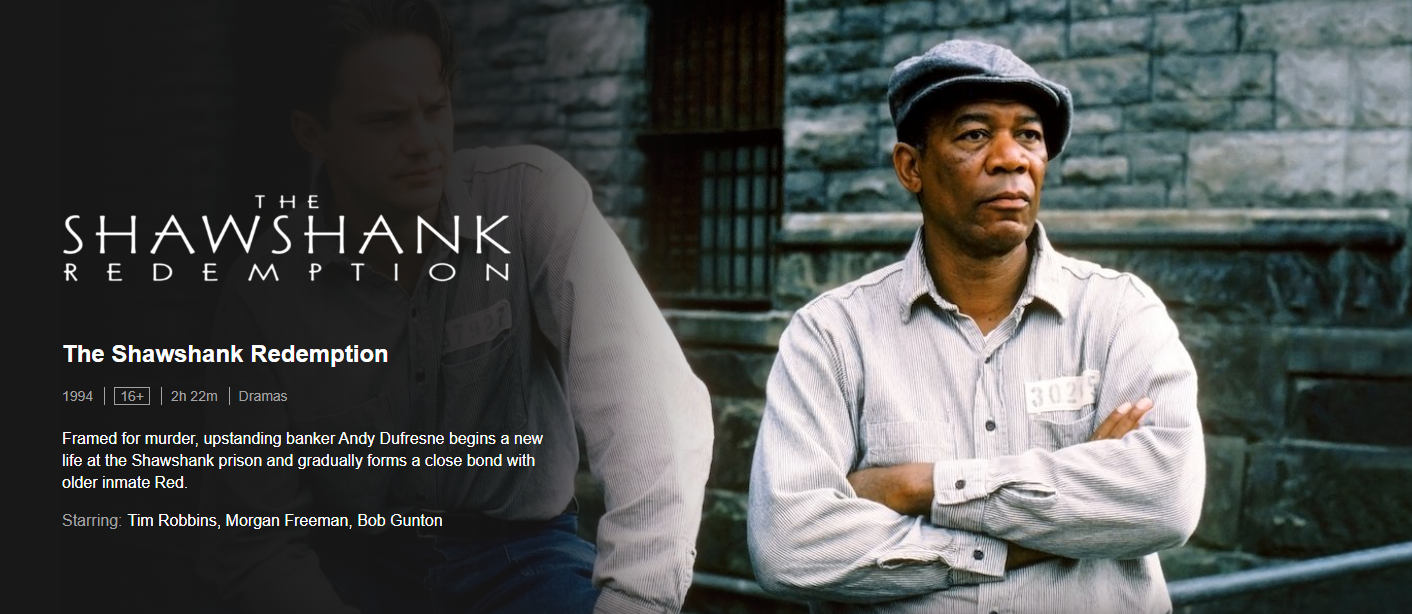 THE
SHAWSHANK
REDEMPTION
The Shawshank Redemption
1994 | 16+ | 2h 22m | Dramas
Framed for murder, upstanding banker Andy Dufresne begins a new
life at the Shawshank prison and gradually forms a close bond with
older inmate Red.
Starring: Tim Robbins, Morgan Freeman, Bob Gunton